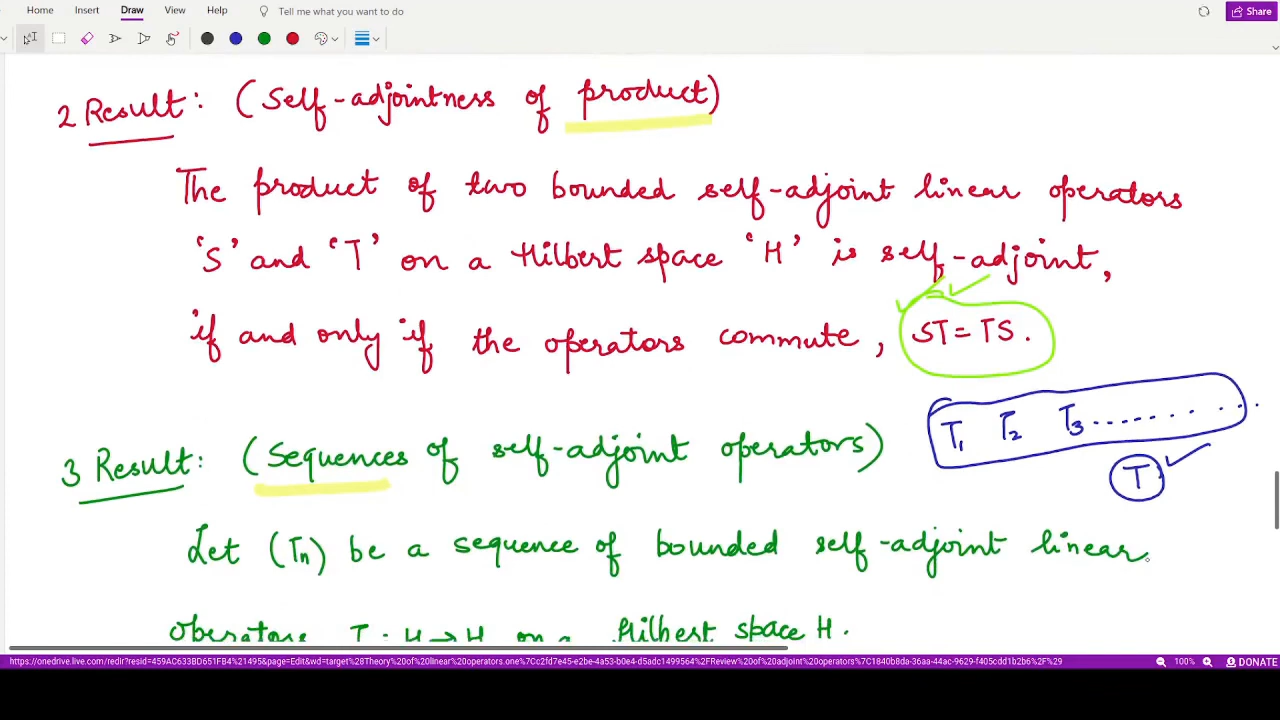 Home Insert Draw View Help Tell me what you want to do Share
2 Result: (Self-adjointness of product)
The product of two bounded self-adjoint linear operators
'S' and 'T' on a Hilbert space 'H' is self-adjoint,
if and only if the operators commute, ST = TS.
T₁ T₂ T₃ ..........
T
3 Result: (Sequences of self-adjoint operators)
Let (Tn) be a sequence of bounded self-adjoint linear
operators T : H → H on a Hilbert space H.
100% DONATE